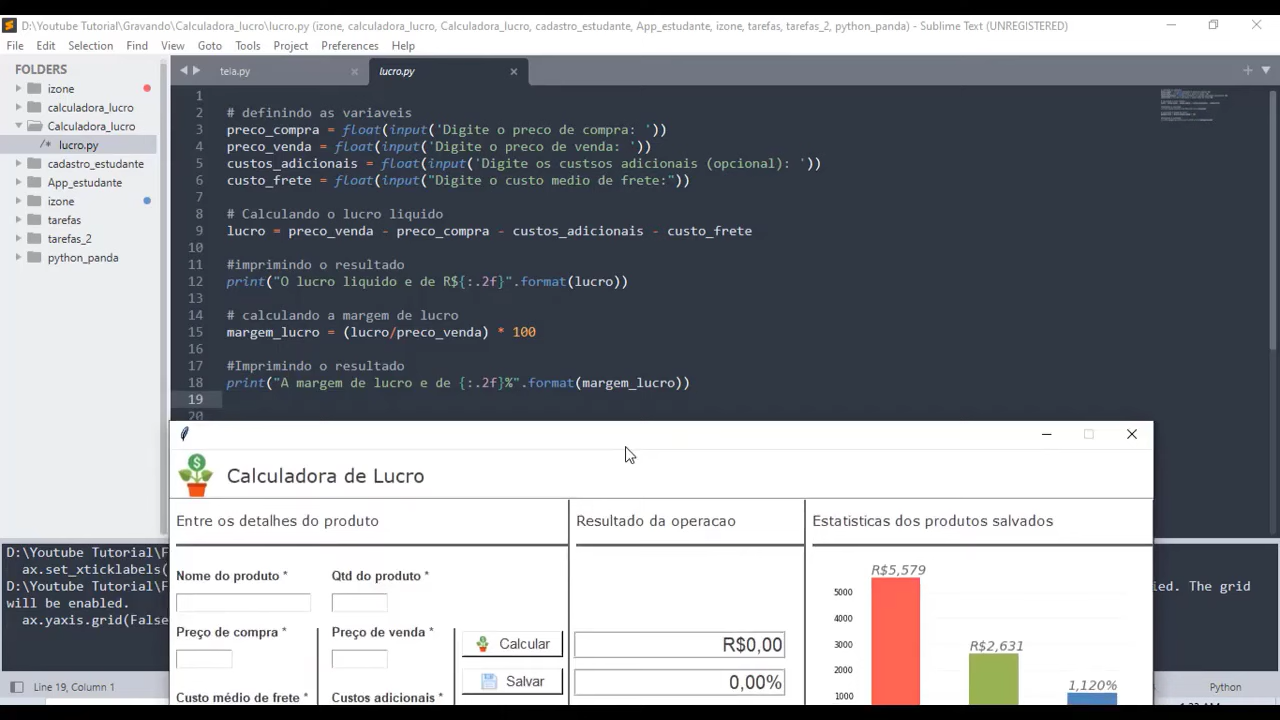 D:\Youtube Tutorial\Gravando\Calculadora_lucro\lucro.py (izone, calculadora_lucro, Calculadora_lucro, cadastro_estudante, App_estudante, izone, tarefas, tarefas_2, python_panda) - Sublime Text (UNREGISTERED)
File Edit Selection Find View Goto Tools Project Preferences Help
FOLDERS
izone
calculadora_lucro
Calculadora_lucro
/* lucro.py
cadastro_estudante
App_estudante
izone
tarefas
tarefas_2
python_panda
tela.py
lucro.py
1
2 # definindo as variaveis
3 preco_compra = float(input('Digite o preco de compra: '))
4 preco_venda = float(input('Digite o preco de venda: '))
5 custos_adicionais = float(input('Digite os custsos adicionais (opcional): '))
6 custo_frete = float(input("Digite o custo medio de frete:"))
7
8 # Calculando o lucro liquido
9 lucro = preco_venda - preco_compra - custos_adicionais - custo_frete
10
11 #imprimindo o resultado
12 print("O lucro liquido e de R${:.2f}".format(lucro))
13
14 # calculando a margem de lucro
15 margem_lucro = (lucro/preco_venda) * 100
16
17 #Imprimindo o resultado
18 print("A margem de lucro e de {:.2f}%".format(margem_lucro))
19
20
Calculadora de Lucro
Entre os detalhes do produto
Nome do produto * Qtd do produto *
Preço de compra * Preço de venda *
Custo médio de frete * Custos adicionais *
Calcular
Salvar
Resultado da operacao
R$0,00
0,00%
Estatisticas dos produtos salvados
R$5,579
R$2,631
1,120%
5000
4000
3000
2000
1000
D:\Youtube Tutorial\
ax.set_xticklabels(
D:\Youtube Tutorial\ ied. The grid
will be enabled.
ax.yaxis.grid(False
Line 19, Column 1
Python